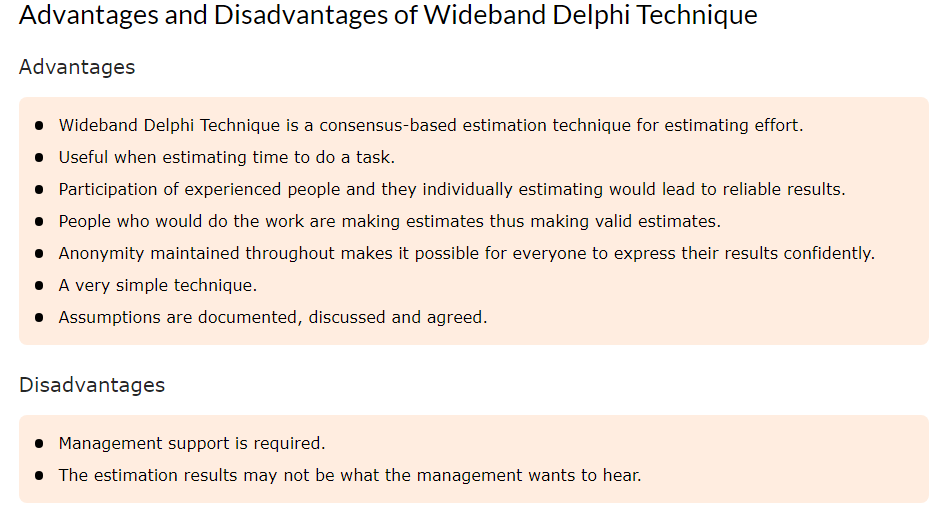 Advantages and Disadvantages of Wideband Delphi Technique
Advantages
• Wideband Delphi Technique is a consensus-based estimation technique for estimating effort.
• Useful when estimating time to do a task.
• Participation of experienced people and they individually estimating would lead to reliable results.
• People who would do the work are making estimates thus making valid estimates.
• Anonymity maintained throughout makes it possible for everyone to express their results confidently.
• A very simple technique.
• Assumptions are documented, discussed and agreed.
Disadvantages
• Management support is required.
• The estimation results may not be what the management wants to hear.